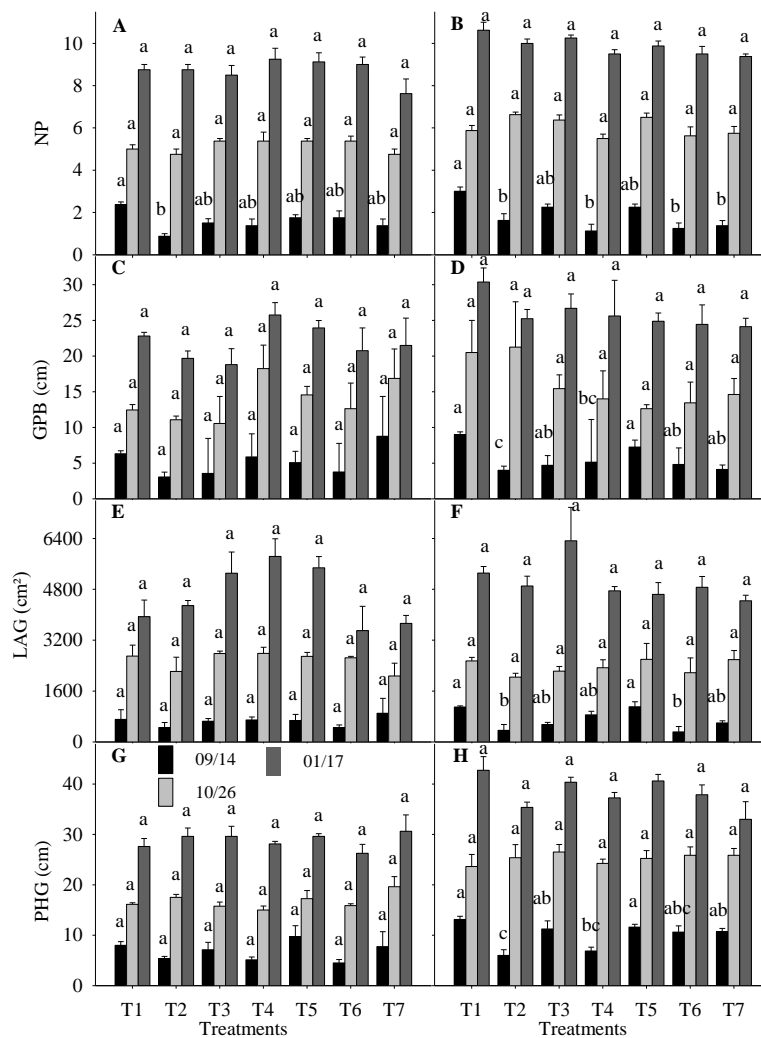 A
a a a a a a a
a a a a a a a
a b ab ab ab ab ab
NP
10
8
6
4
2
0
B
a a a a a a a
a a a a a a a
a b ab b ab b b
C
a a a a a a a
a a a a a a a
a a a a a a a
GPB (cm)
30
25
20
15
10
5
0
D
a a a a a a a
a a a a a a a
a c ab bc a ab ab
E
a a a a a a a
a a a a a a a
a a a a a a a
LAG (cm²)
6400
4800
3200
1600
0
F
a a a a a a a
a a a a a a a
a b ab ab a b ab
G
09/14
01/17
10/26
a a a a a a a
a a a a a a a
a a a a a a a
PHG (cm)
40
30
20
10
0
H
a a a a a a a
a a a a a a a
a c ab bc a abc ab
T1 T2 T3 T4 T5 T6 T7
Treatments
T1 T2 T3 T4 T5 T6 T7
Treatments